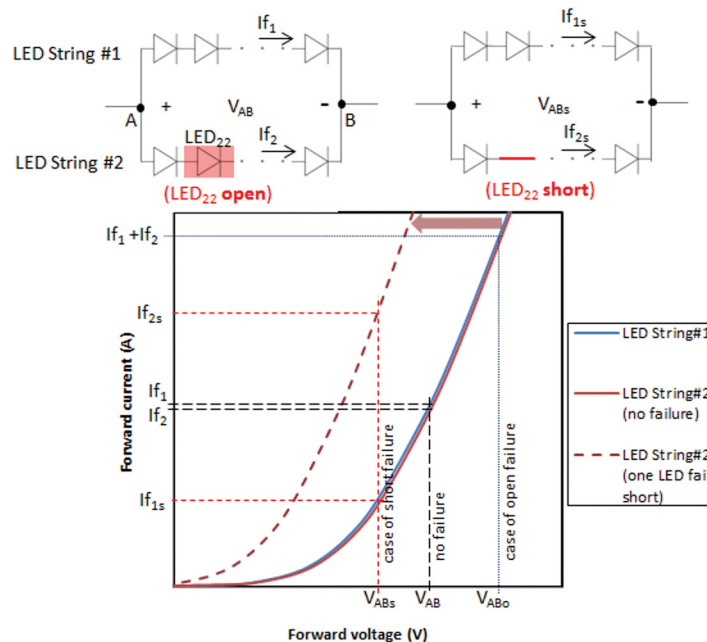 LED String #1
If1
A
+
VAB
-
B
LED22
If2
LED String #2
(LED22 open)
If1s
+
VABs
-
If2s
(LED22 short)
If1 +If2
If2s
If1
If2
If1s
Forward current (A)
case of short failure
no failure
case of open failure
VABs
VAB
VABo
Forward voltage (V)
LED String#1
LED String#2
(no failure)
LED String#2
(one LED fail
short)